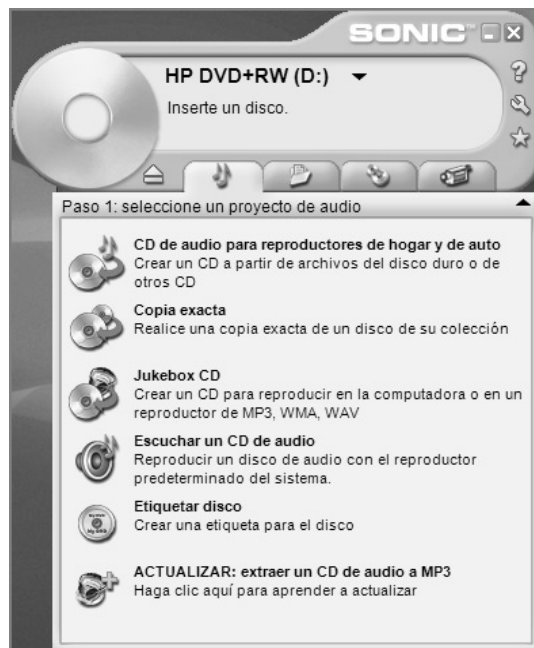 SONIC™
HP DVD+RW (D:)
Inserte un disco.
Paso 1: seleccione un proyecto de audio
CD de audio para reproductores de hogar y de auto
Crear un CD a partir de archivos del disco duro o de
otros CD
Copia exacta
Realice una copia exacta de un disco de su colección
Jukebox CD
Crear un CD para reproducir en la computadora o en un
reproductor de MP3, WMA, WAV
Escuchar un CD de audio
Reproducir un disco de audio con el reproductor
predeterminado del sistema.
Etiquetar disco
Crear una etiqueta para el disco
ACTUALIZAR: extraer un CD de audio a MP3
Haga clic aquí para aprender a actualizar